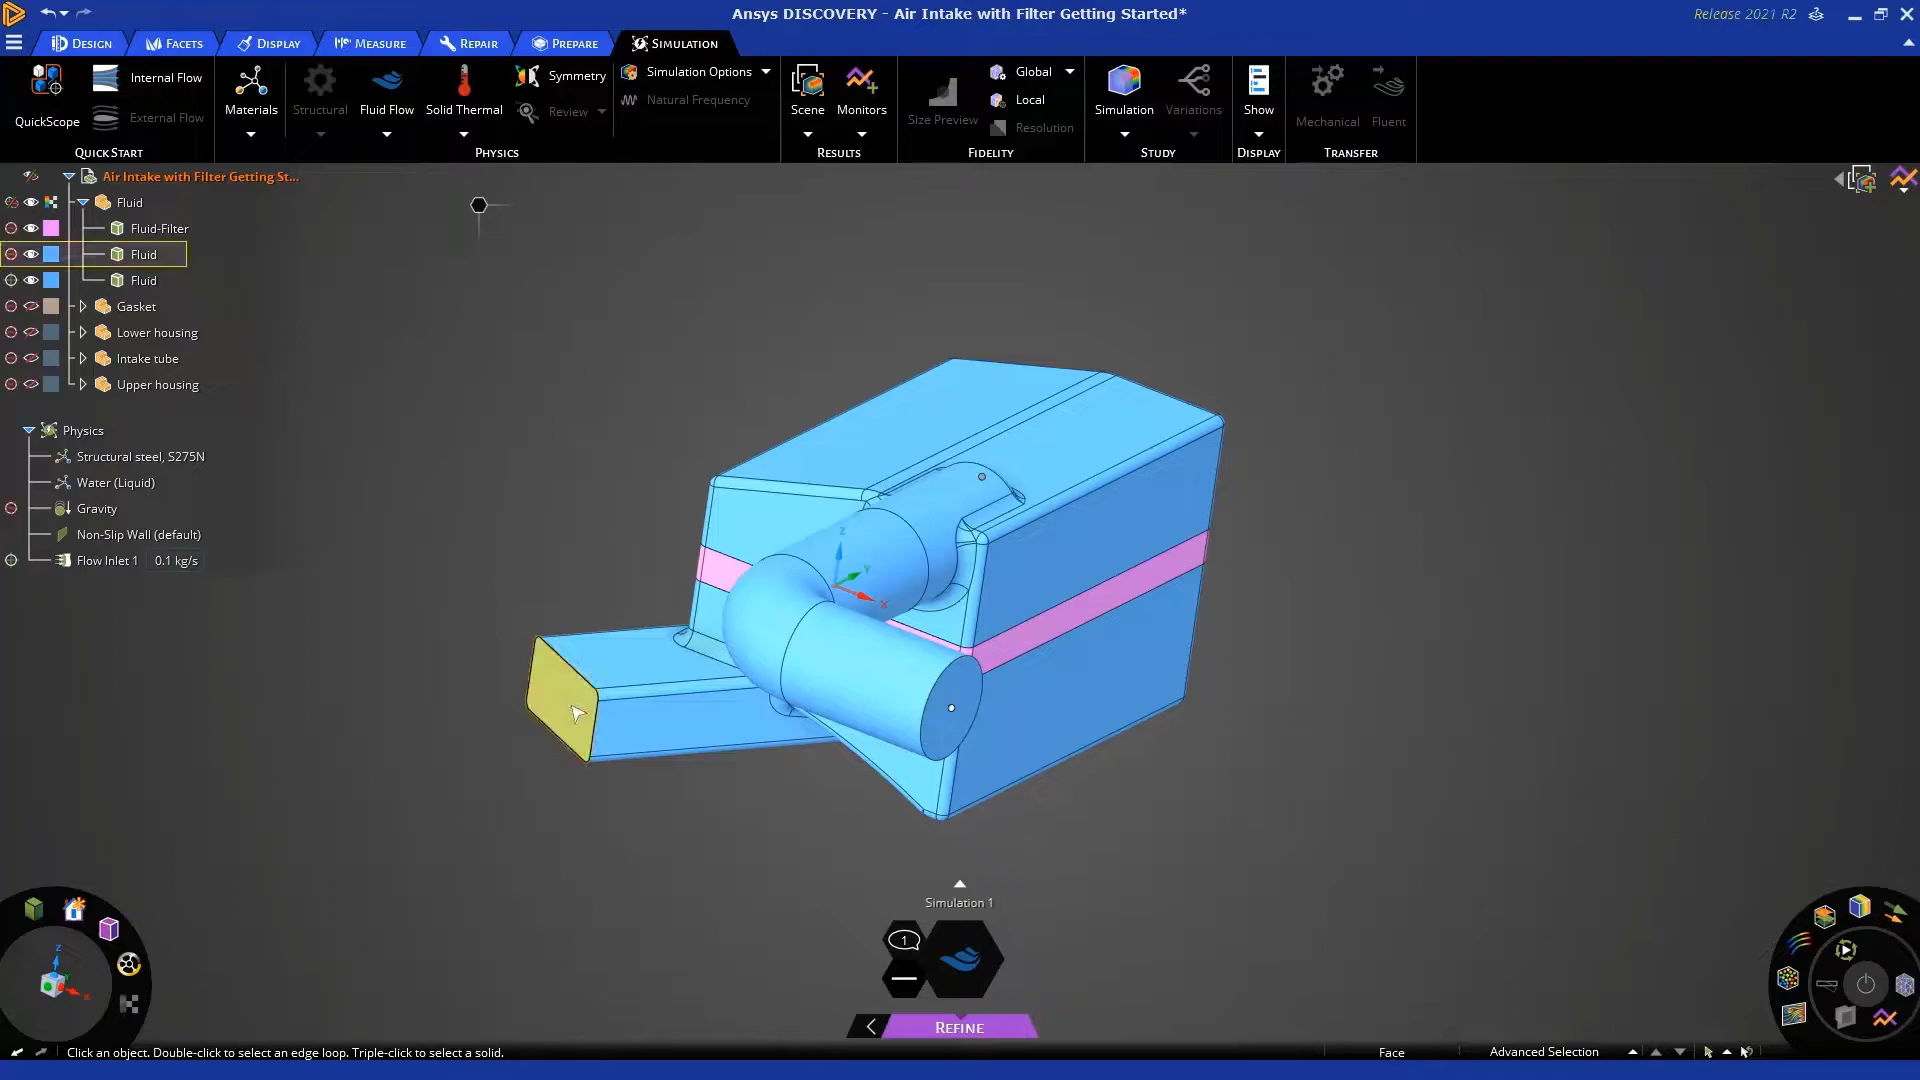 Ansys DISCOVERY - Air Intake with Filter Getting Started*
Release 2021 R2
DESIGN
FACETS
DISPLAY
MEASURE
REPAIR
PREPARE
SIMULATION
QuickScope
Internal Flow
External Flow
QUICK START
Materials
Structural
Fluid Flow
Solid Thermal
Symmetry
Review
Simulation Options
Natural Frequency
PHYSICS
Scene
Monitors
RESULTS
Size Preview
Global
Local
Resolution
FIDELITY
Simulation
Variations
STUDY
Show
DISPLAY
Mechanical
Fluent
TRANSFER
Air Intake with Filter Getting St...
Fluid
Fluid-Filter
Fluid
Fluid
Gasket
Lower housing
Intake tube
Upper housing
Physics
Structural steel, S275N
Water (Liquid)
Gravity
Non-Slip Wall (default)
Flow Inlet 1 0.1 kg/s
Z
Y
X
Simulation 1
1
REFINE
Z
X
Click an object. Double-click to select an edge loop. Triple-click to select a solid.
Face
Advanced Selection